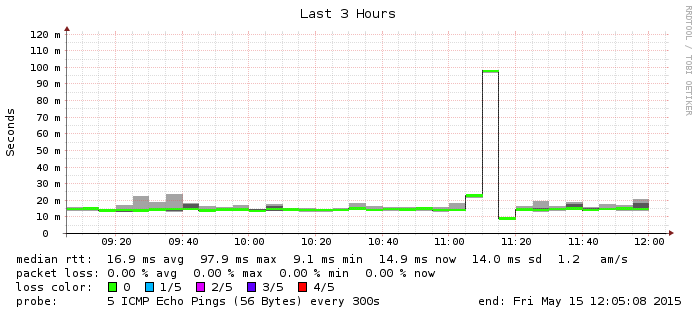 Last 3 Hours
RRDTOOL / TOBI OETIKER
Seconds
120 m
110 m
100 m
90 m
80 m
70 m
60 m
50 m
40 m
30 m
20 m
10 m
0
09:20 09:40 10:00 10:20 10:40 11:00 11:20 11:40 12:00
median rtt: 16.9 ms avg 97.9 ms max 9.1 ms min 14.9 ms now 14.0 ms sd 1.2 am/s
packet loss: 0.00 % avg 0.00 % max 0.00 % min 0.00 % now
loss color: 0 1/5 2/5 3/5 4/5
probe: 5 ICMP Echo Pings (56 Bytes) every 300s end: Fri May 15 12:05:08 2015